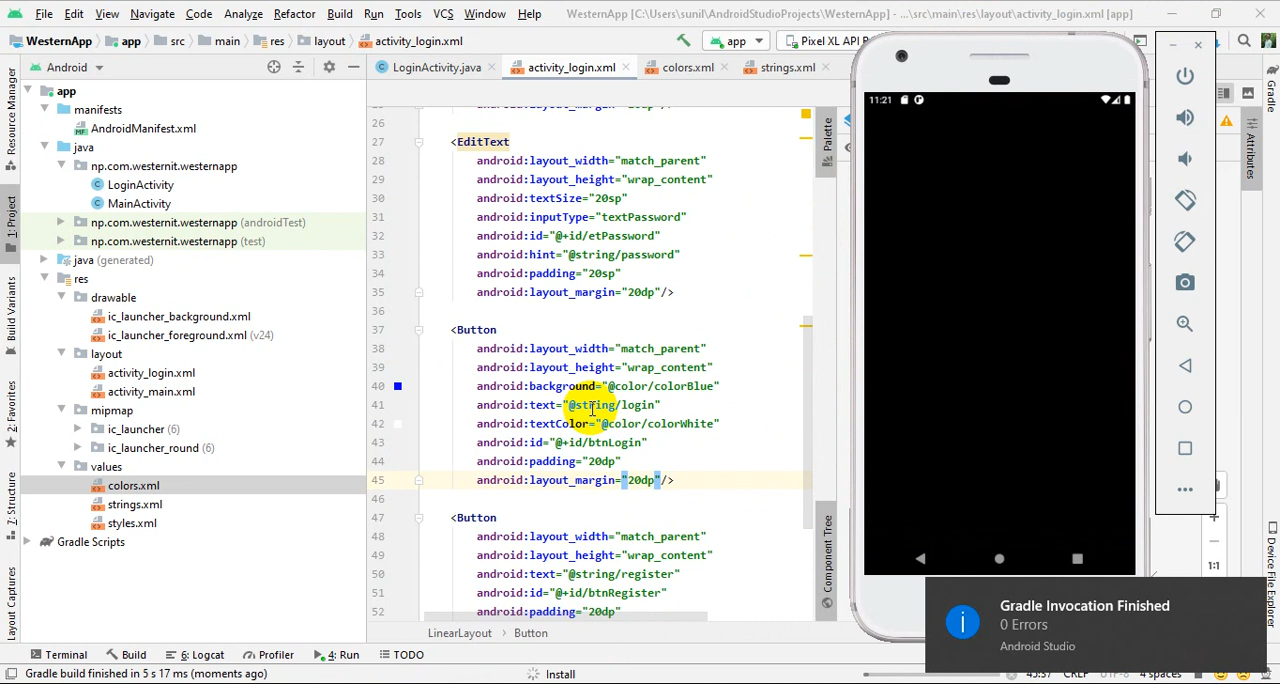 File Edit View Navigate Code Analyze Refactor Build Run Tools VCS Window Help WesternApp [C:\Users\sunil\AndroidStudioProjects\WesternApp] - ...\src\main\res\layout\activity_login.xml [app]
WesternApp app src main res layout activity_login.xml app Pixel XL API
Android LoginActivity.java activity_login.xml colors.xml strings.xml
Resource Manager
1: Project
Build Variants
2: Favorites
Z: Structure
Layout Captures
app
manifests
AndroidManifest.xml
java
np.com.westernit.westernapp
LoginActivity
MainActivity
np.com.westernit.westernapp (androidTest)
np.com.westernit.westernapp (test)
java (generated)
res
drawable
ic_launcher_background.xml
ic_launcher_foreground.xml (v24)
layout
activity_login.xml
activity_main.xml
mipmap
ic_launcher (6)
ic_launcher_round (6)
values
colors.xml
strings.xml
styles.xml
Gradle Scripts
26
27 <EditText
28 android:layout_width="match_parent"
29 android:layout_height="wrap_content"
30 android:textSize="20sp"
31 android:inputType="textPassword"
32 android:id="@+id/etPassword"
33 android:hint="@string/password"
34 android:padding="20sp"
35 android:layout_margin="20dp"/>
36
37 <Button
38 android:layout_width="match_parent"
39 android:layout_height="wrap_content"
40 android:background="@color/colorBlue"
41 android:text="@string/login"
42 android:textColor="@color/colorWhite"
43 android:id="@+id/btnLogin"
44 android:padding="20dp"
45 android:layout_margin="20dp"/>
46
47 <Button
48 android:layout_width="match_parent"
49 android:layout_height="wrap_content"
50 android:text="@string/register"
51 android:id="@+id/btnRegister"
52 android:padding="20dp"
LinearLayout Button
Palette
Component Tree
11:21
Attributes
Gradle
Device File Explorer
1:1
Gradle Invocation Finished
0 Errors
Android Studio
Terminal Build 6: Logcat Profiler 4: Run TODO
Gradle build finished in 5 s 17 ms (moments ago) Install 45:37 CRLF UTF-8 4 spaces